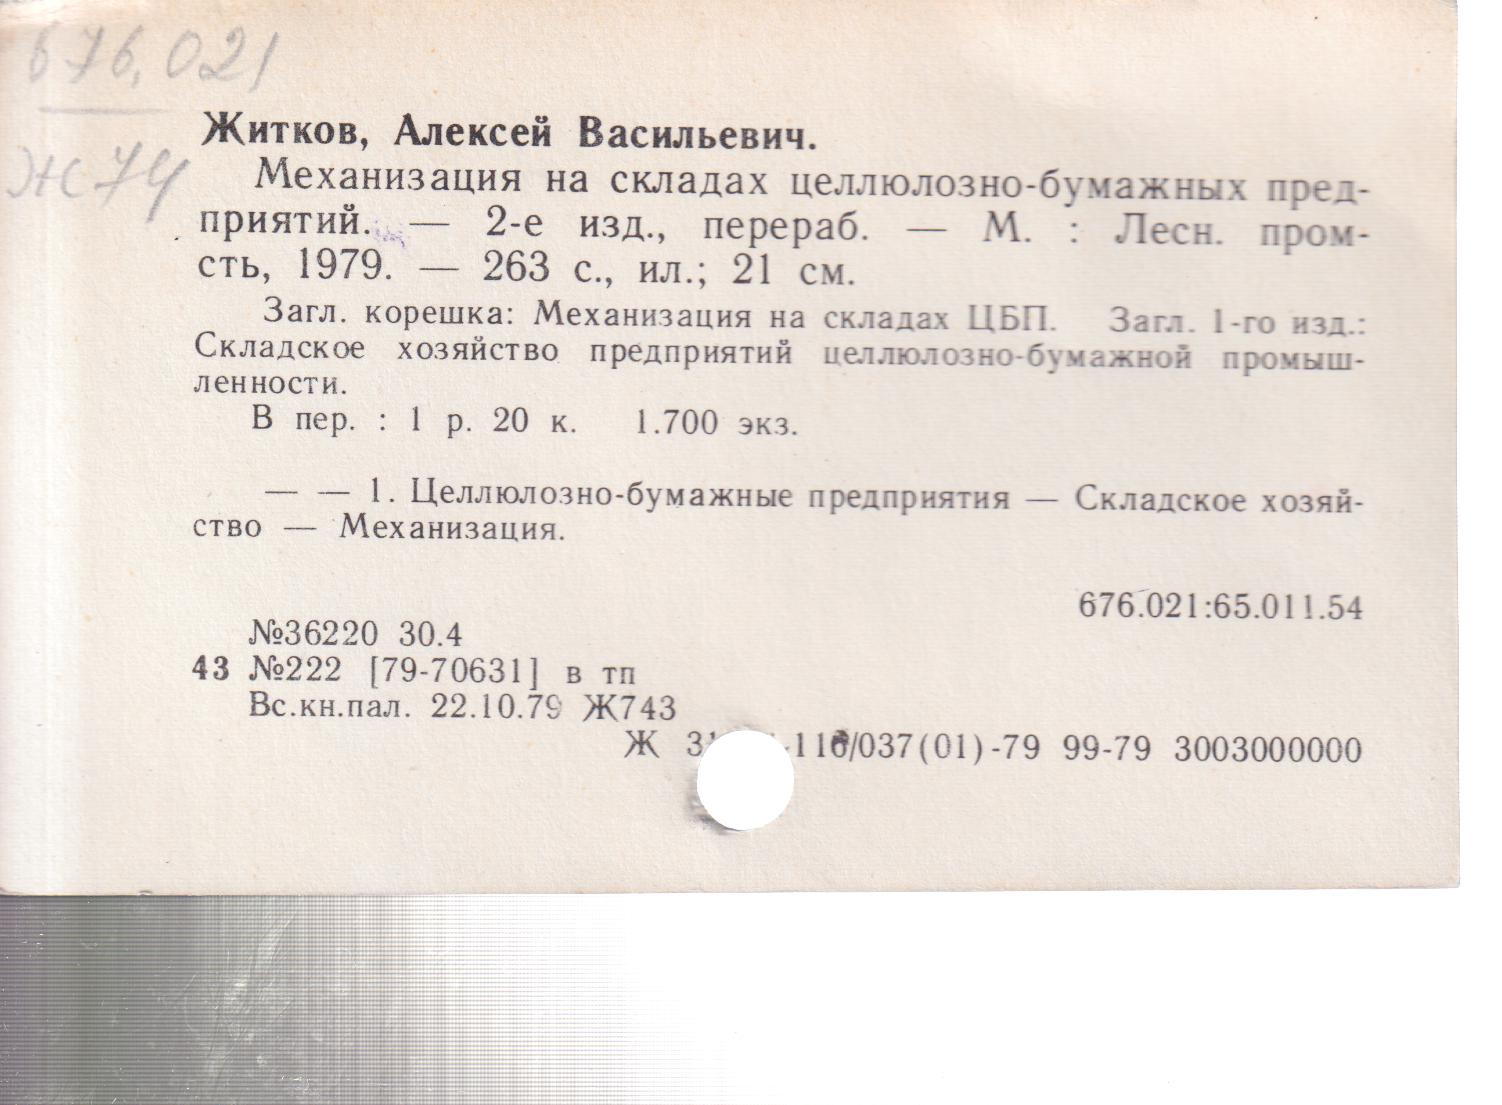 676.021
Ж74
Житков, Алексей Васильевич.
Механизация на складах целлюлозно-бумажных пред-
приятий. — 2-е изд., перераб. — М. : Лесн. пром-
сть, 1979. — 263 с., ил.; 21 см.
Загл. корешка: Механизация на складах ЦБП. Загл. 1-го изд.:
Складское хозяйство предприятий целлюлозно-бумажной промыш-
ленности.
В пер. : 1 р. 20 к. 1.700 экз.
— — 1. Целлюлозно-бумажные предприятия — Складское хозяй-
ство — Механизация.
676.021:65.011.54
№36220 30.4
43 №222 [79-70631] в тп
Вс.кн.пал. 22.10.79 Ж743
Ж /037(01)-79 99-79 3003000000